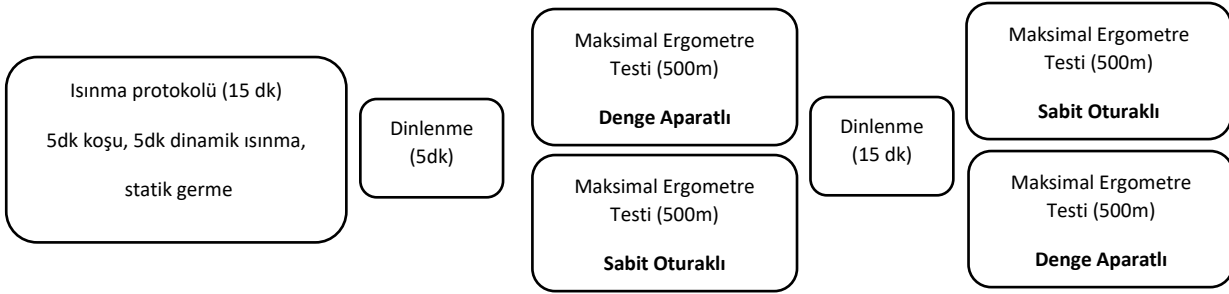 Isınma protokolü (15 dk)
5dk koşu, 5dk dinamik ısınma,
statik germe
Dinlenme
(5dk)
Maksimal Ergometre
Testi (500m)
Denge Aparatlı
Maksimal Ergometre
Testi (500m)
Sabit Oturaklı
Dinlenme
(15 dk)
Maksimal Ergometre
Testi (500m)
Sabit Oturaklı
Maksimal Ergometre
Testi (500m)
Denge Aparatlı